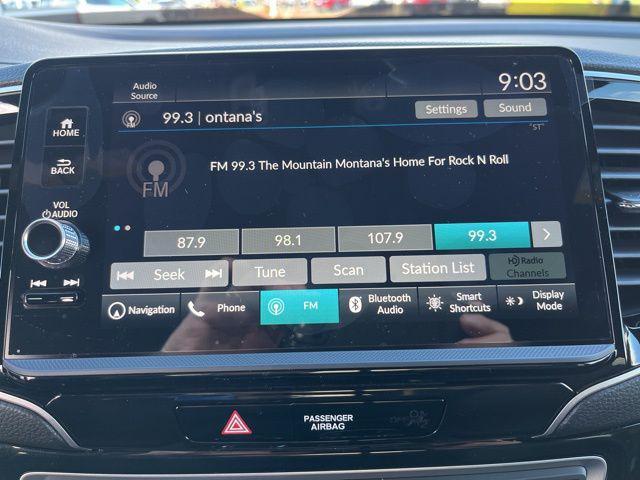 Audio
Source
9:03
HOME
99.3 | ontana's
Settings
Sound
"ST"
BACK
FM 99.3 The Mountain Montana's Home For Rock N Roll
FM
VOL
AUDIO
87.9
98.1
107.9
99.3
Seek
Tune
Scan
Station List
HD Radio
Channels
Navigation
Phone
FM
Bluetooth
Audio
Smart
Shortcuts
Display
Mode
PASSENGER
AIRBAG